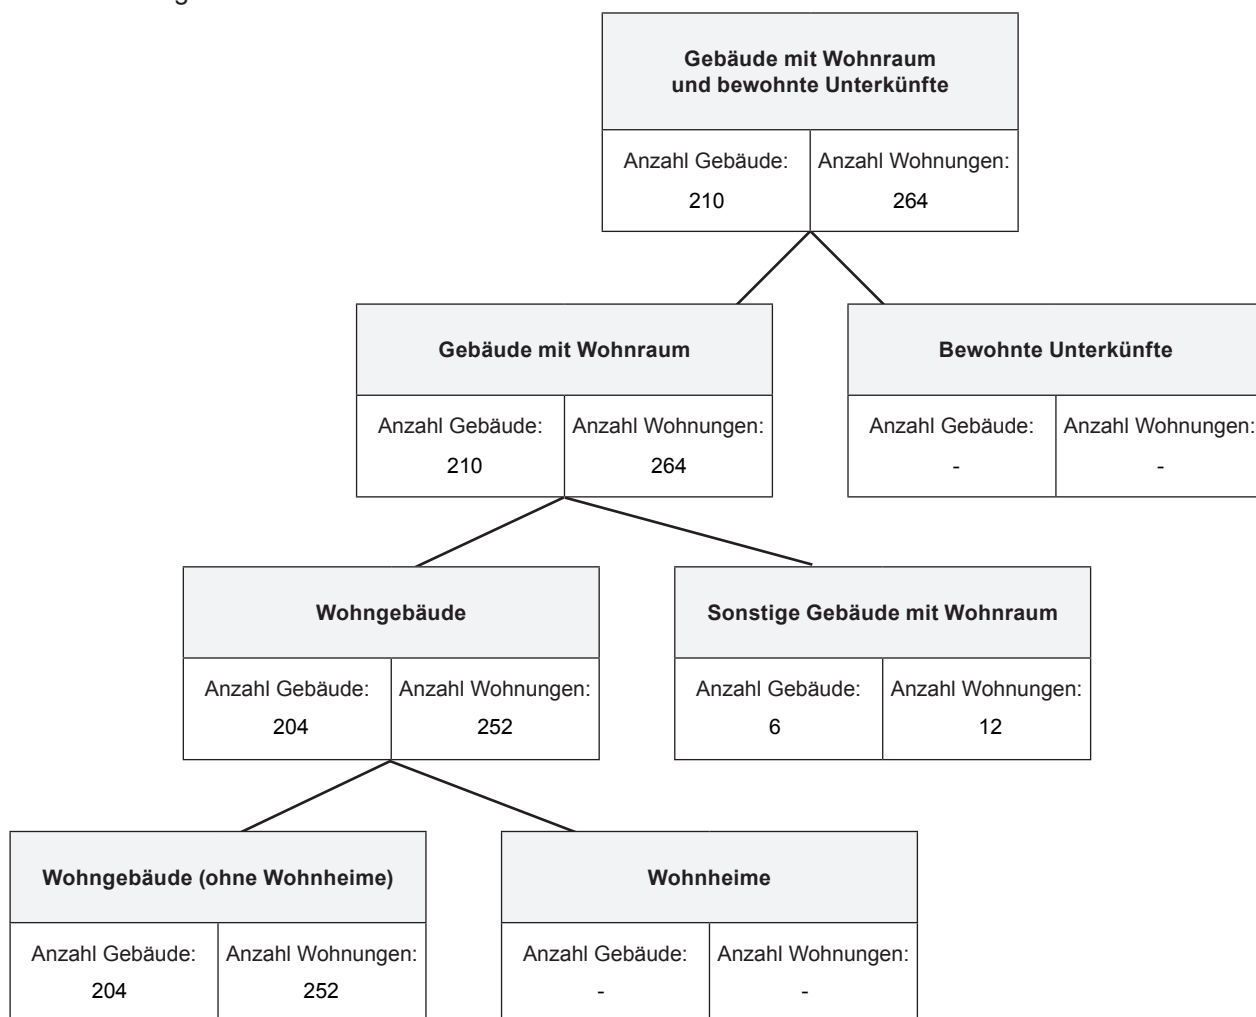 Gebäude mit Wohnraum
und bewohnte Unterkünfte
Anzahl Gebäude: Anzahl Wohnungen:
210 264
Gebäude mit Wohnraum
Anzahl Gebäude: Anzahl Wohnungen:
210 264
Bewohnte Unterkünfte
Anzahl Gebäude: Anzahl Wohnungen:
- -
Wohngebäude
Anzahl Gebäude: Anzahl Wohnungen:
204 252
Sonstige Gebäude mit Wohnraum
Anzahl Gebäude: Anzahl Wohnungen:
6 12
Wohngebäude (ohne Wohnheime)
Anzahl Gebäude: Anzahl Wohnungen:
204 252
Wohnheime
Anzahl Gebäude: Anzahl Wohnungen:
- -